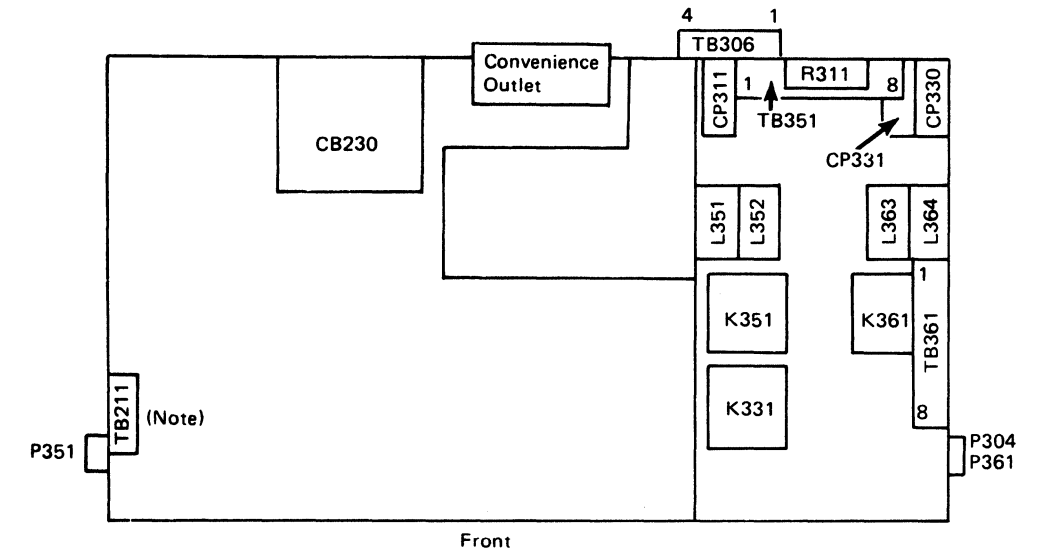 4 1
TB306
Convenience
Outlet
CP311
1
R311
8
CP330
TB351
CB230
CP331
L351
L352
L363
L364
1
K351
K361
TB361
K331
8
TB211
(Note)
P351
P304
P361
Front